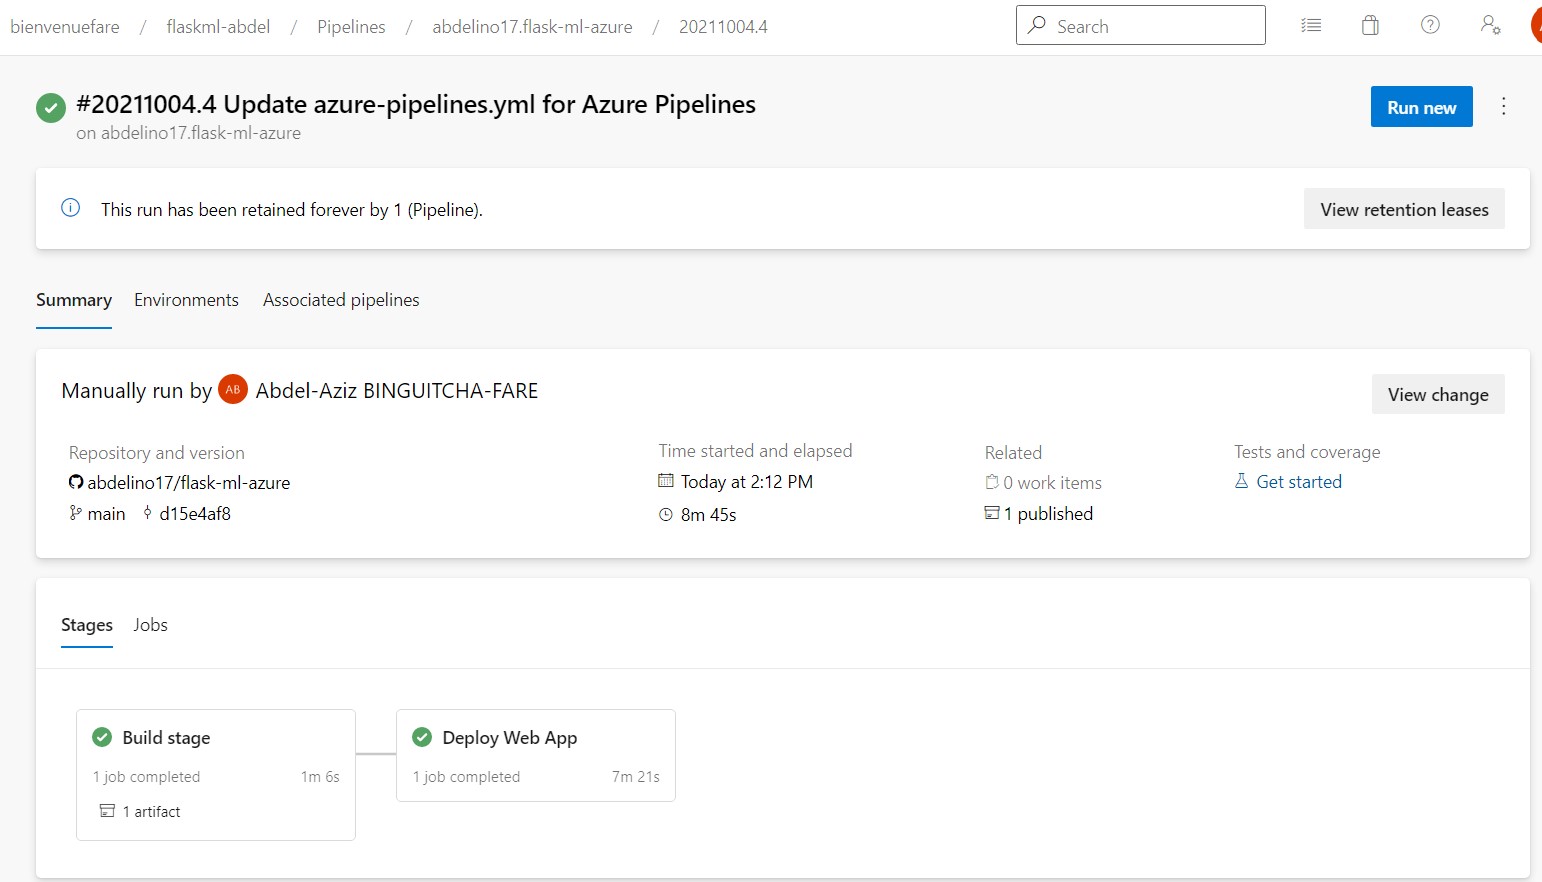 bienvenuefare / flaskml-abdel / Pipelines / abdelino17.flask-ml-azure / 20211004.4
Search
#20211004.4 Update azure-pipelines.yml for Azure Pipelines
on abdelino17.flask-ml-azure
Run new
This run has been retained forever by 1 (Pipeline).
View retention leases
Summary Environments Associated pipelines
Manually run by AB Abdel-Aziz BINGUITCHA-FARE
View change
Repository and version
abdelino17/flask-ml-azure
main d15e4af8
Time started and elapsed
Today at 2:12 PM
8m 45s
Related
0 work items
1 published
Tests and coverage
Get started
Stages Jobs
Build stage
1 job completed 1m 6s
1 artifact
Deploy Web App
1 job completed 7m 21s